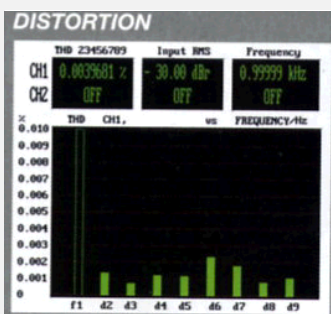 DISTORTION
THD 23456789 Input RMS Frequency
CH1 0.0039681 % - 30.00 dBr 0.99999 kHz
CH2 OFF OFF OFF
% THD CH1, vs FREQUENCY/Hz
0.010
0.009
0.008
0.007
0.006
0.005
0.004
0.003
0.002
0.001
0
f1 d2 d3 d4 d5 d6 d7 d8 d9